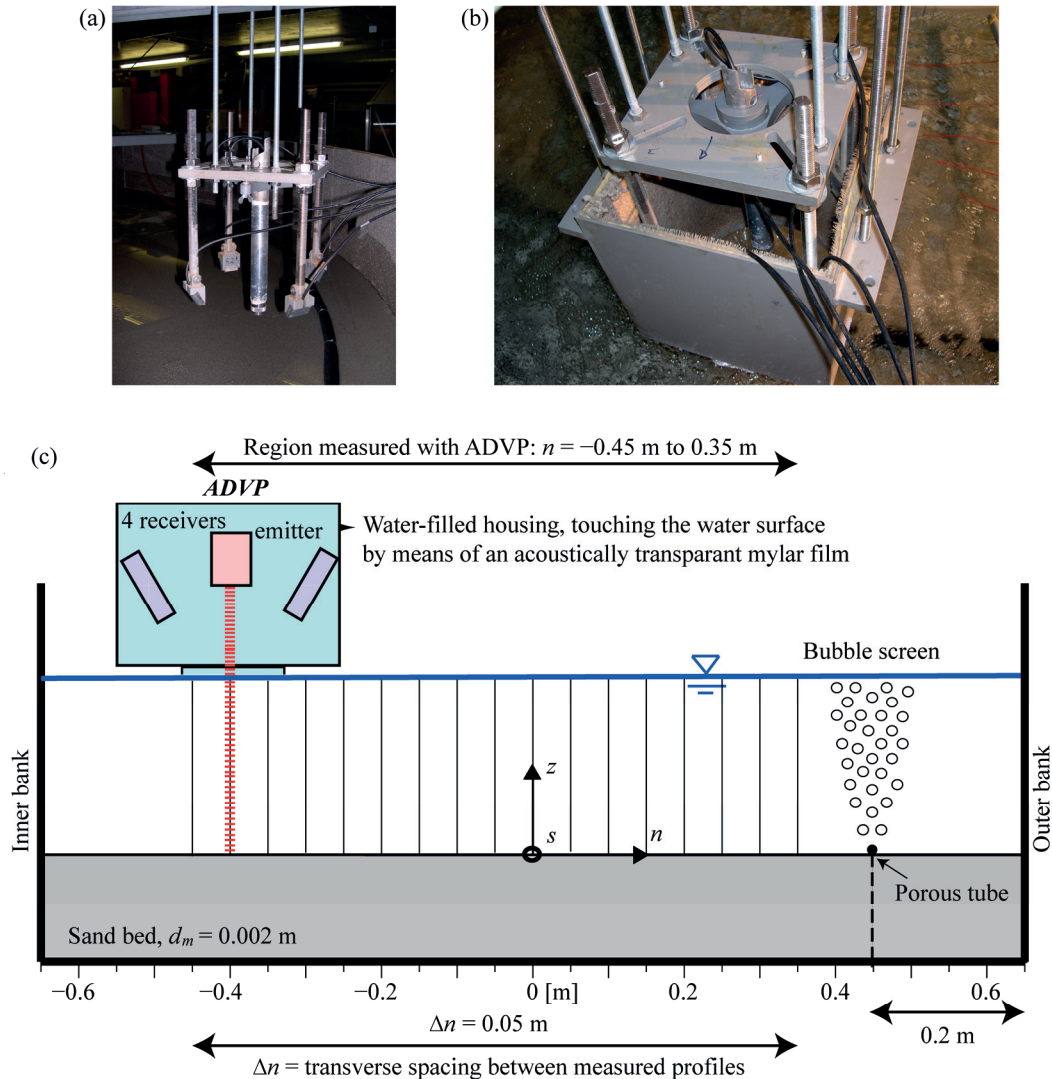 (a)
(b)
(c)
Region measured with ADVP: n = −0.45 m to 0.35 m
ADVP
4 receivers
emitter
Water-filled housing, touching the water surface
by means of an acoustically transparant mylar film
Bubble screen
Inner bank
Outer bank
z
s
n
Porous tube
Sand bed, dm = 0.002 m
−0.6
−0.4
−0.2
0 [m]
0.2
0.4
0.6
Δn = 0.05 m
0.2 m
Δn = transverse spacing between measured profiles